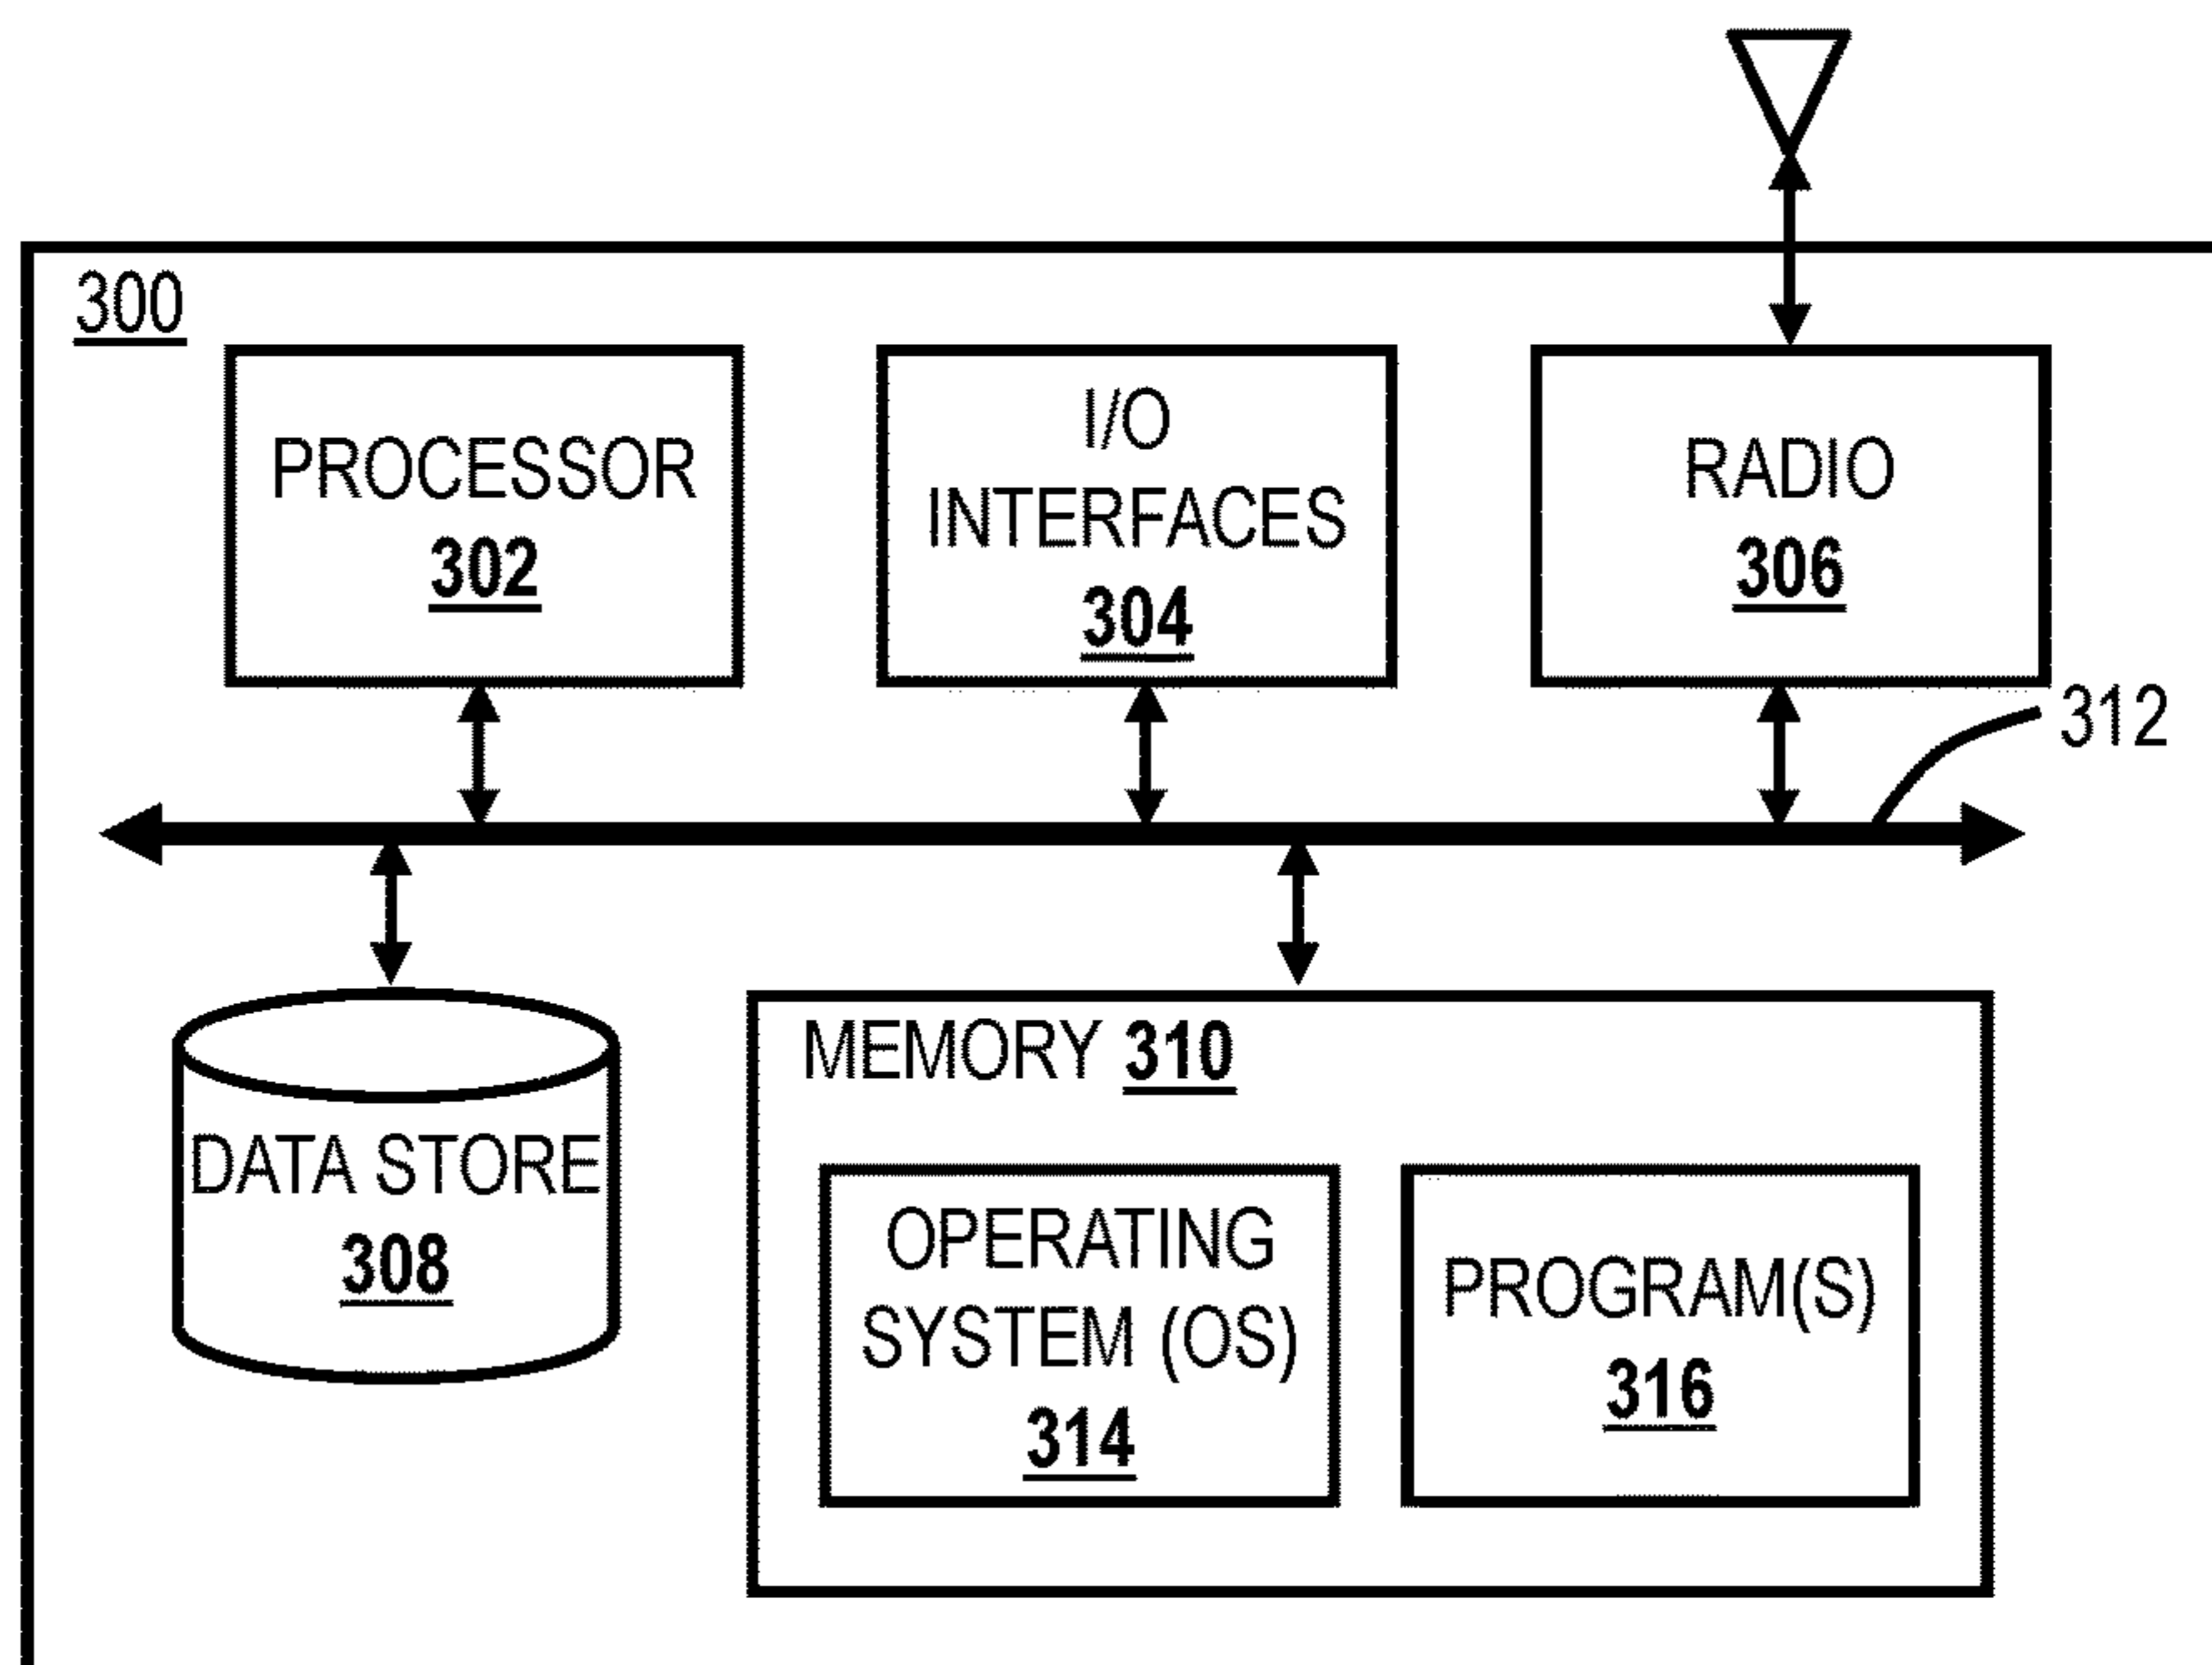 300
PROCESSOR
302
I/O
INTERFACES
304
RADIO
306
312
DATA STORE
308
MEMORY 310
OPERATING
SYSTEM (OS)
314
PROGRAM(S)
316